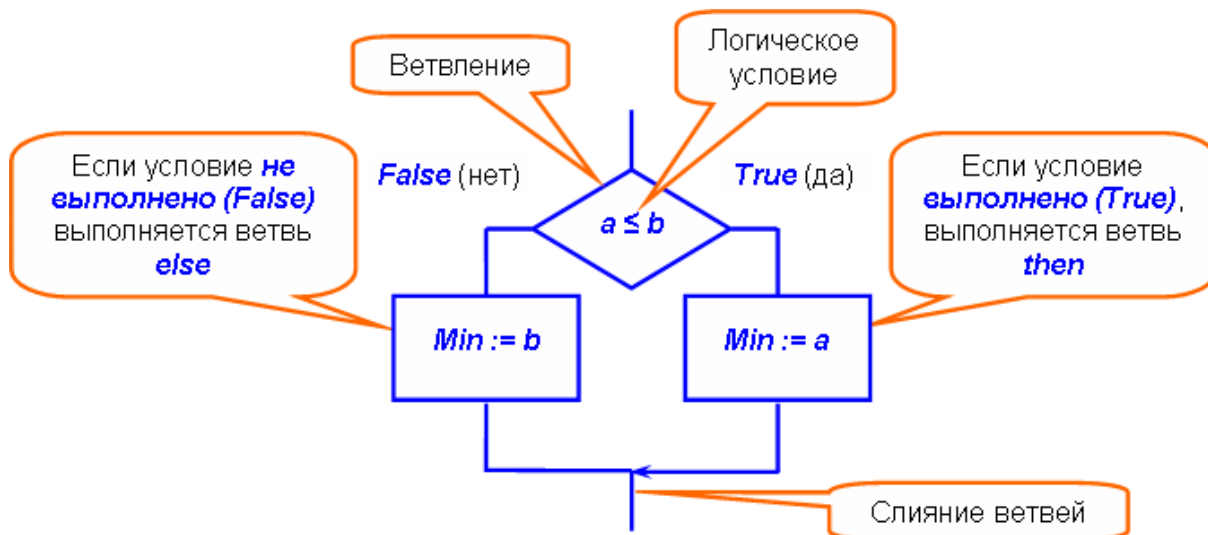 Ветвление
Логическое
условие
Если условие не
выполнено (False)
выполняется ветвь
else
False (нет)
True (да)
Если условие
выполнено (True),
выполняется ветвь
then
a ≤ b
Min := b
Min := a
Слияние ветвей